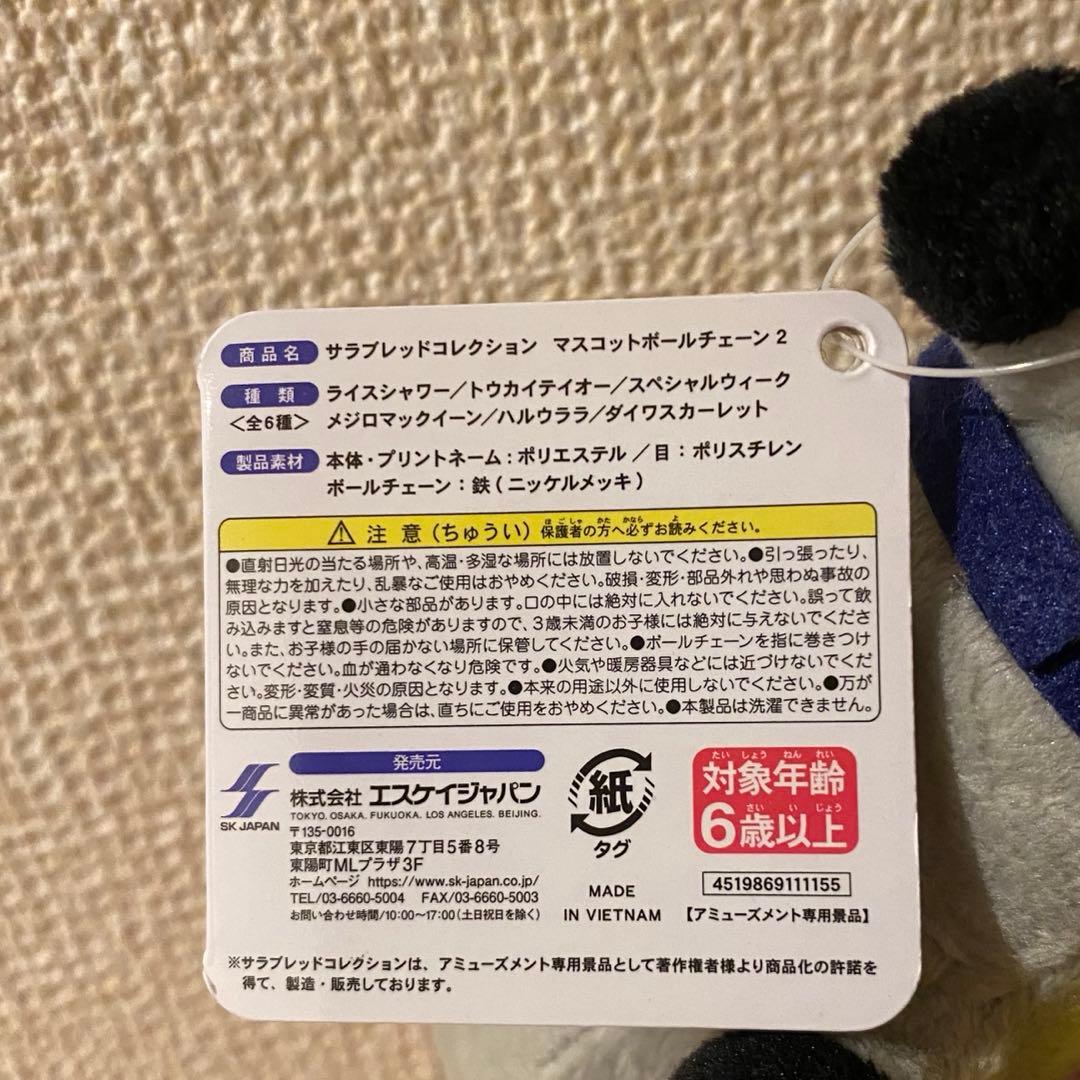 商品名 サラブレッドコレクション マスコットボールチェーン2
種類 ライスシャワー／トウカイテイオー／スペシャルウィーク
＜全6種＞ メジロマックイーン／ハルウララ／ダイワスカーレット
製品素材 本体・プリントネーム：ポリエステル ／目：ポリスチレン
ボールチェーン：鉄（ニッケルメッキ）
⚠ 注意（ちゅうい）保護者の方へ必ずお読みください。
●直射日光の当たる場所や、高温・多湿な場所には放置しないでください。●引っ張ったり、
無理な力を加えたり、乱暴なご使用はおやめください。破損・変形・部品外れや思わぬ事故の
原因となります。●小さな部品があります。口の中には絶対に入れないでください。誤って飲
み込みますと窒息等の危険がありますので、3歳未満のお子様には絶対に与えないでくださ
い。また、お子様の手の届かない場所に保管してください。●ボールチェーンを指に巻きつけ
ないでください。血が通わなくなり危険です。●火気や暖房器具などには近づけないでくだ
さい。変形・変質・火災の原因となります。●本来の用途以外に使用しないでください。●万が
一商品に異常があった場合は、直ちにご使用をおやめください。●本製品は洗濯できません。
発売元
SK JAPAN
株式会社 エスケイジャパン
TOKYO. OSAKA. FUKUOKA. LOS ANGELES. BEIJING.
〒135-0016
東京都江東区東陽7丁目5番8号
東陽町MLプラザ3F
ホームページ https://www.sk-japan.co.jp/
TEL/03-6660-5004 FAX/03-6660-5003
お問い合わせ時間/10:00〜17:00（土日祝日を除く）
紙
タグ
MADE
IN VIETNAM
たいしょうねんれい
対象年齢
さいいじょう
6歳以上
4519869111155
【アミューズメント専用景品】
※サラブレッドコレクションは、アミューズメント専用景品として著作権者様より商品化の許諾を
得て、製造・販売しております。